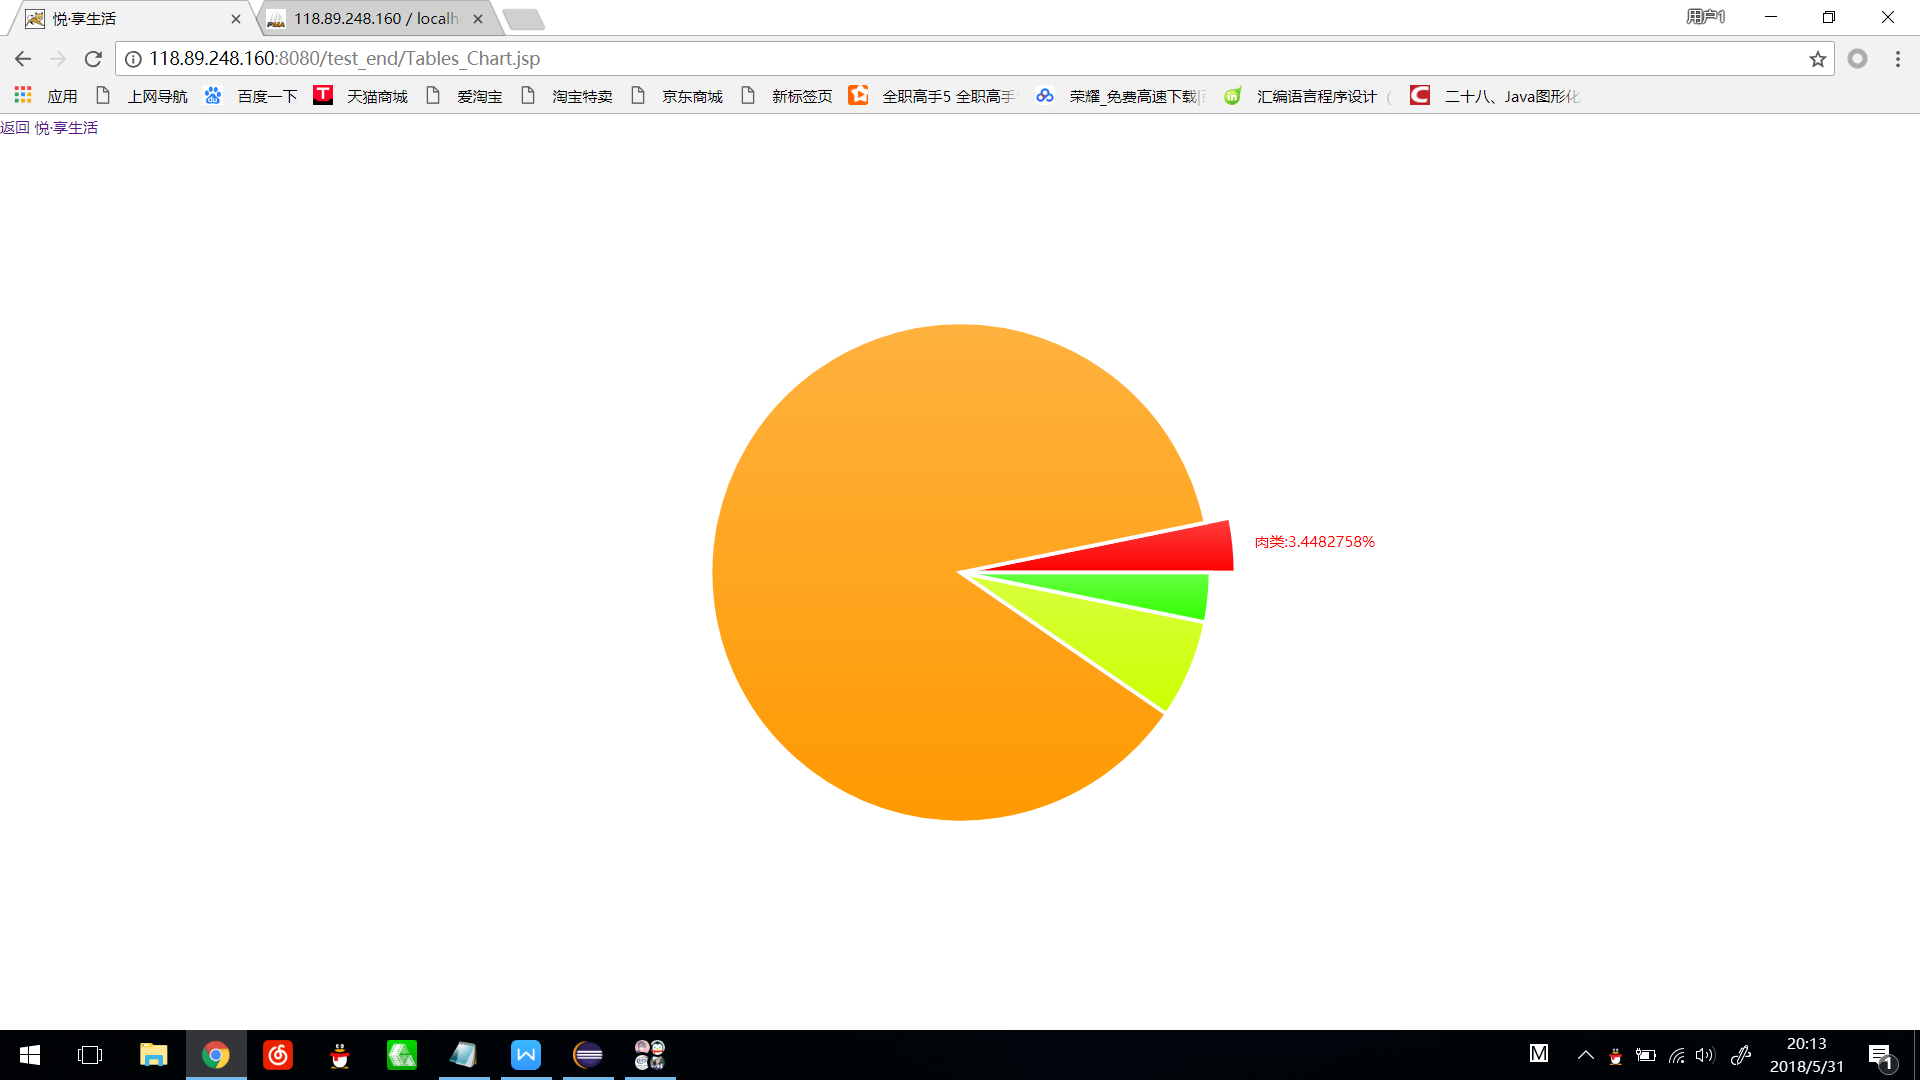 悦·享生活
118.89.248.160 / localh
用户1
118.89.248.160:8080/test_end/Tables_Chart.jsp
应用 上网导航 百度一下 天猫商城 爱淘宝 淘宝特卖 京东商城 新标签页 全职高手5 全职高手 荣耀_免费高速下载| 汇编语言程序设计 ( 二十八、Java图形化
返回 悦·享生活
肉类:3.4482758%
M
20:13
2018/5/31
1